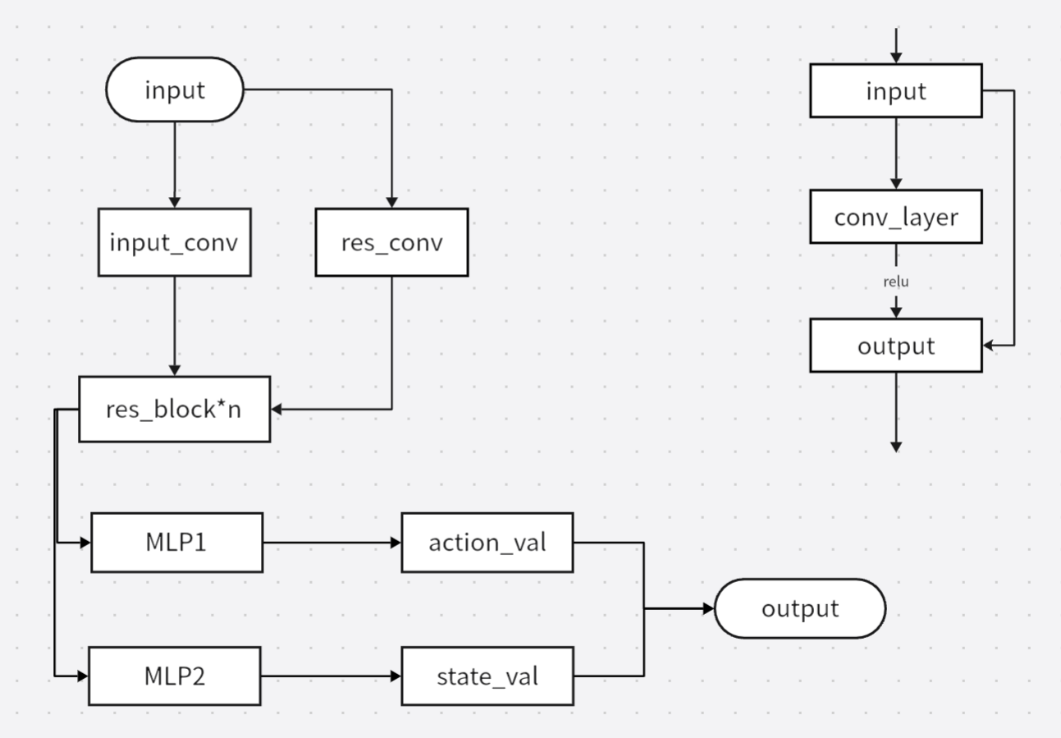 input
input_conv
res_conv
res_block*n
MLP1
action_val
MLP2
state_val
output
input
conv_layer
relu
output